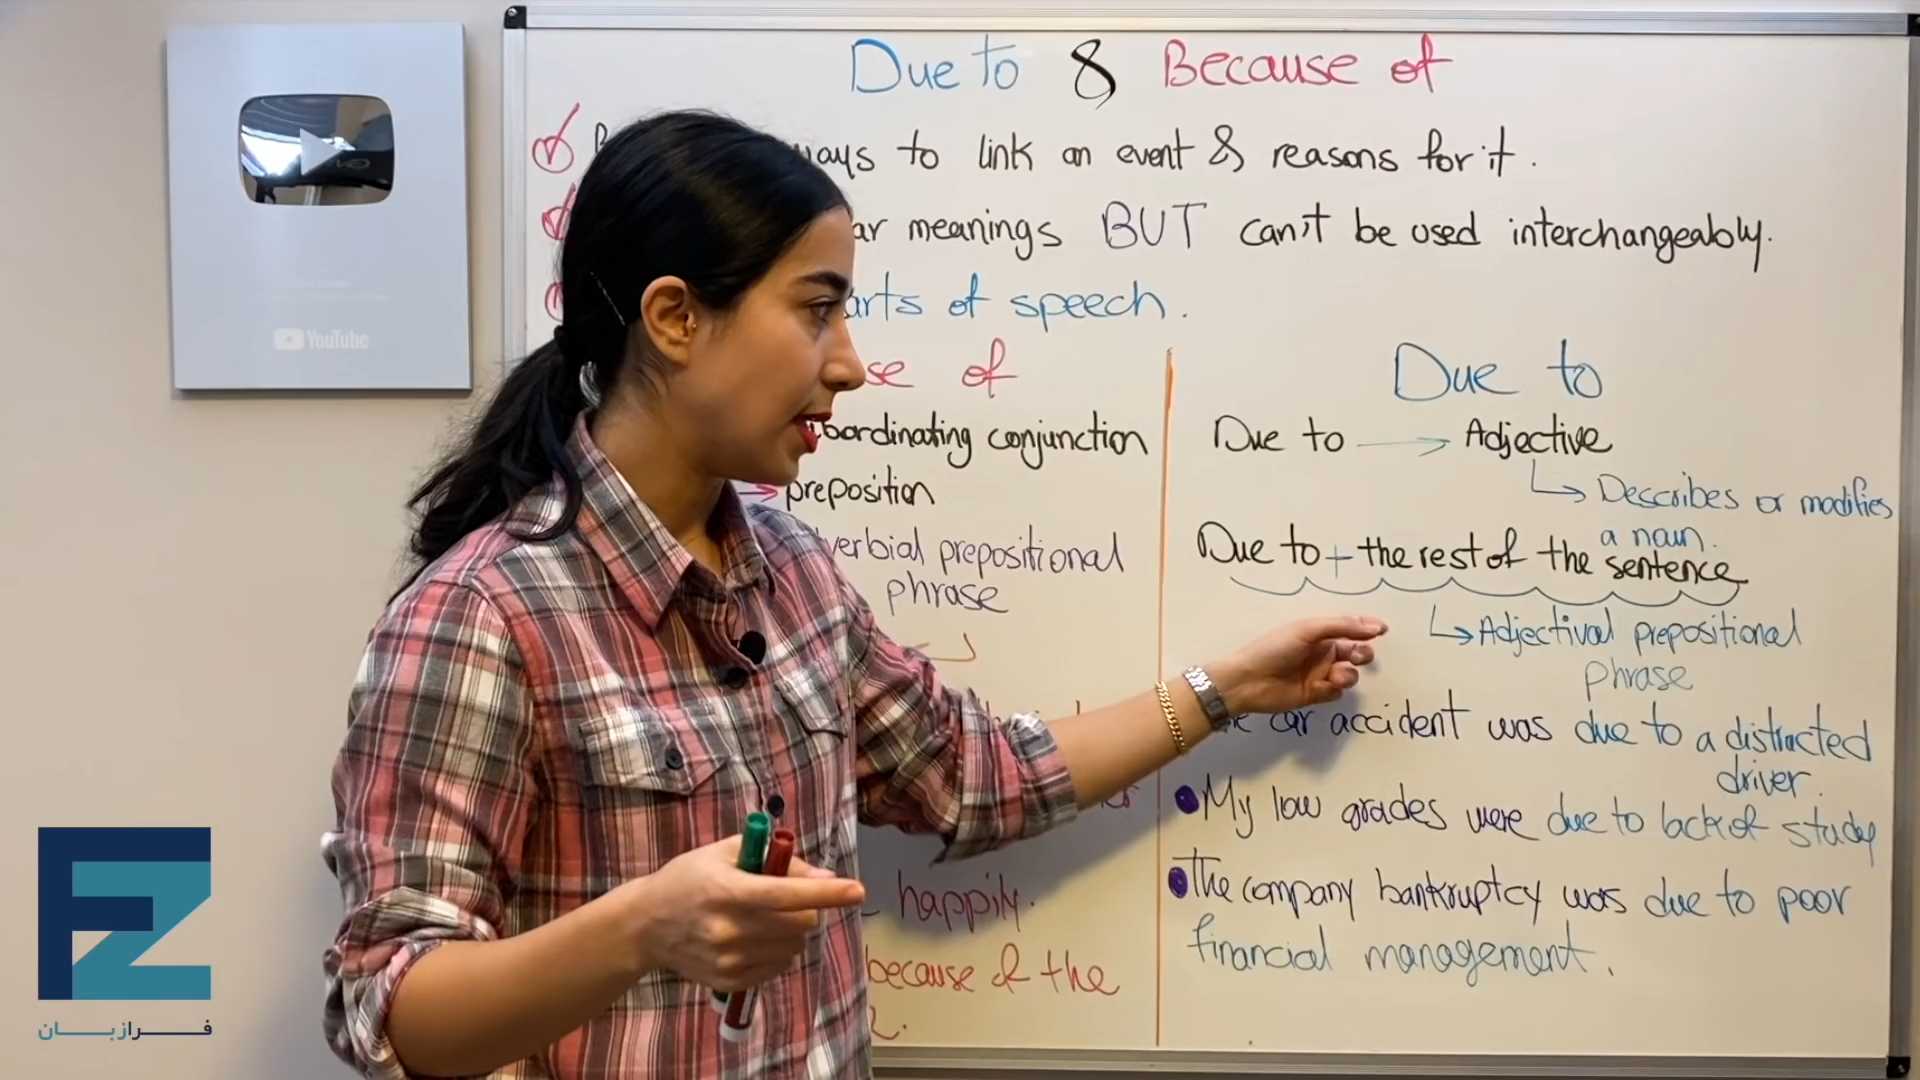 Due to & Because of
ways to link an event & reasons for it.
ar meanings BUT can't be used interchangeably.
arts of speech.
se of
bordinating conjunction
→ preposition
verbial prepositional
phrase
happily.
because of the
Due to
Due to → Adjective
↳ Describes or modifies
a noun.
Due to + the rest of the sentence
↳ Adjectival prepositional
phrase
car accident was due to a distracted
driver.
My low grades were due to lack of study
The company bankruptcy was due to poor
financial management.
YouTube
FZ
فرازبان